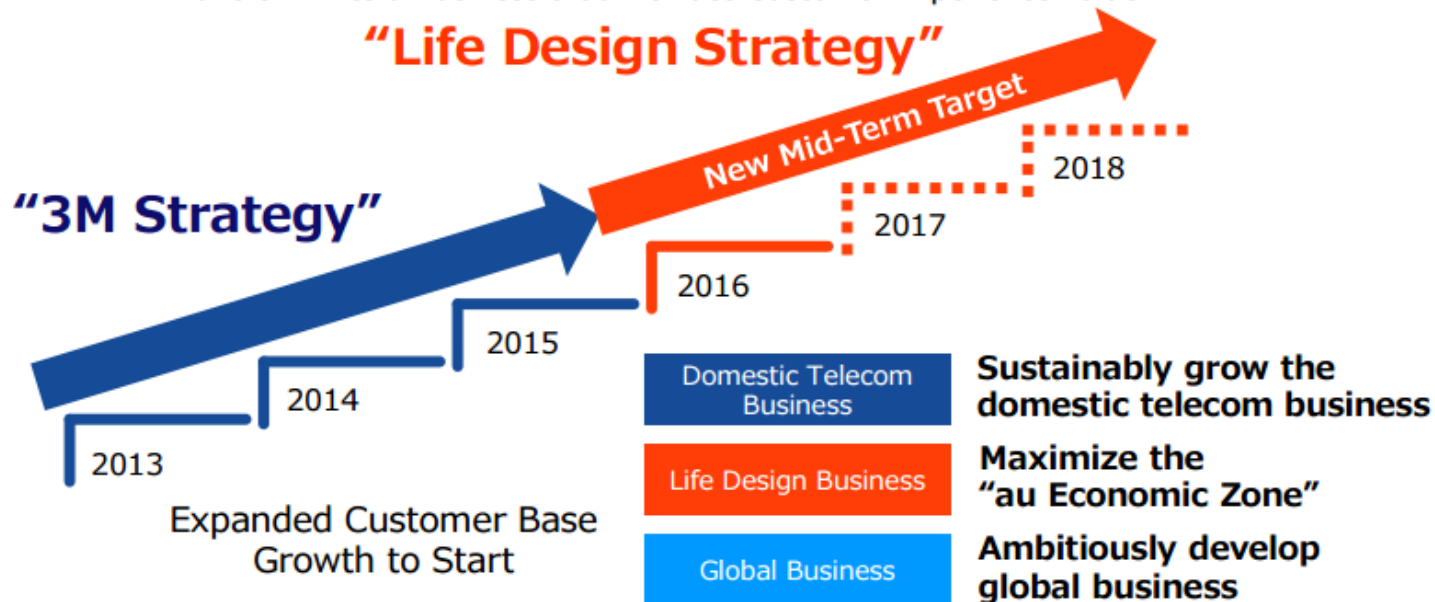 “Life Design Strategy”
New Mid-Term Target
2018
“3M Strategy”
2017
2016
2015
2014
2013
Expanded Customer Base
Growth to Start
Domestic Telecom
Business
Sustainably grow the
domestic telecom business
Life Design Business
Maximize the
“au Economic Zone”
Global Business
Ambitiously develop
global business